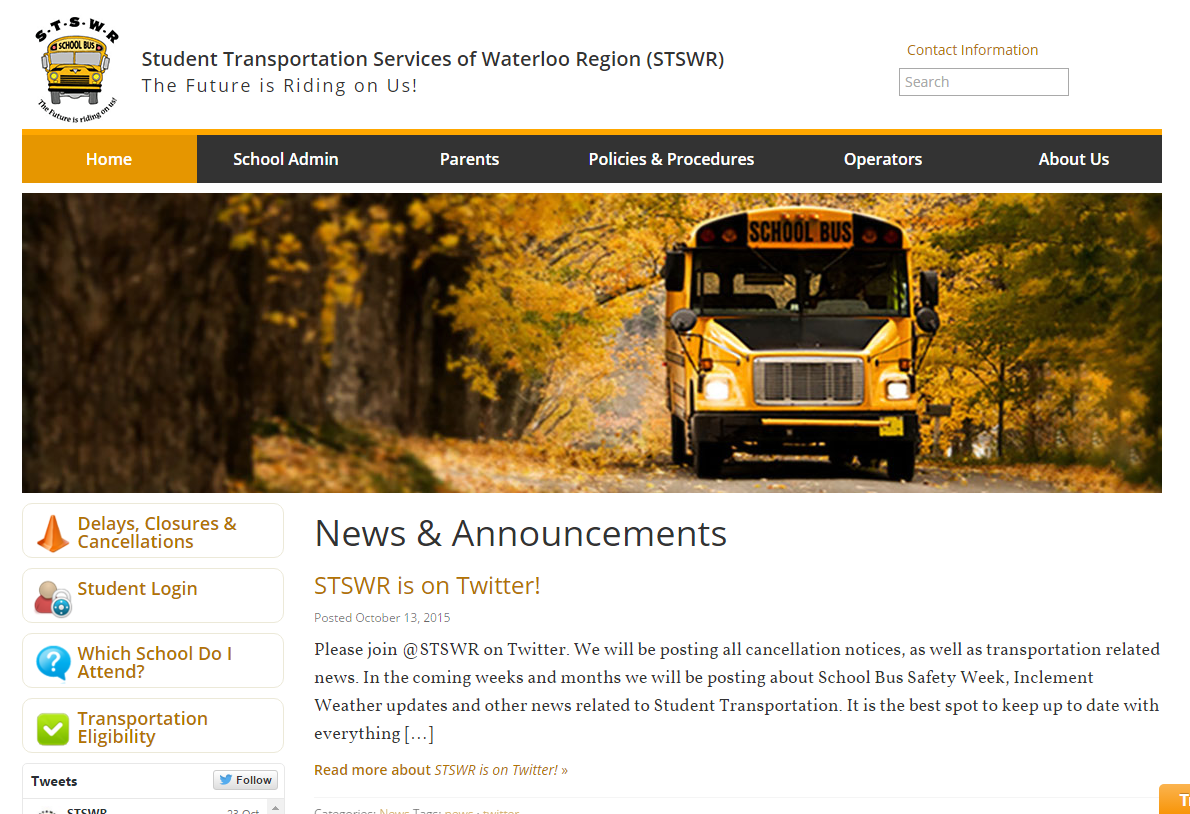 S·T·S·W·R
SCHOOL BUS
The Future is riding on us!
Student Transportation Services of Waterloo Region (STSWR)
The Future is Riding on Us!
Contact Information
Search
Home
School Admin
Parents
Policies & Procedures
Operators
About Us
SCHOOL BUS
Delays, Closures &
Cancellations
Student Login
Which School Do I
Attend?
Transportation
Eligibility
Tweets
Follow
STSWR
23 Oct
News & Announcements
STSWR is on Twitter!
Posted October 13, 2015
Please join @STSWR on Twitter. We will be posting all cancellation notices, as well as transportation related
news. In the coming weeks and months we will be posting about School Bus Safety Week, Inclement
Weather updates and other news related to Student Transportation. It is the best spot to keep up to date with
everything […]
Read more about STSWR is on Twitter! »
Categories: News Tags: news · twitter